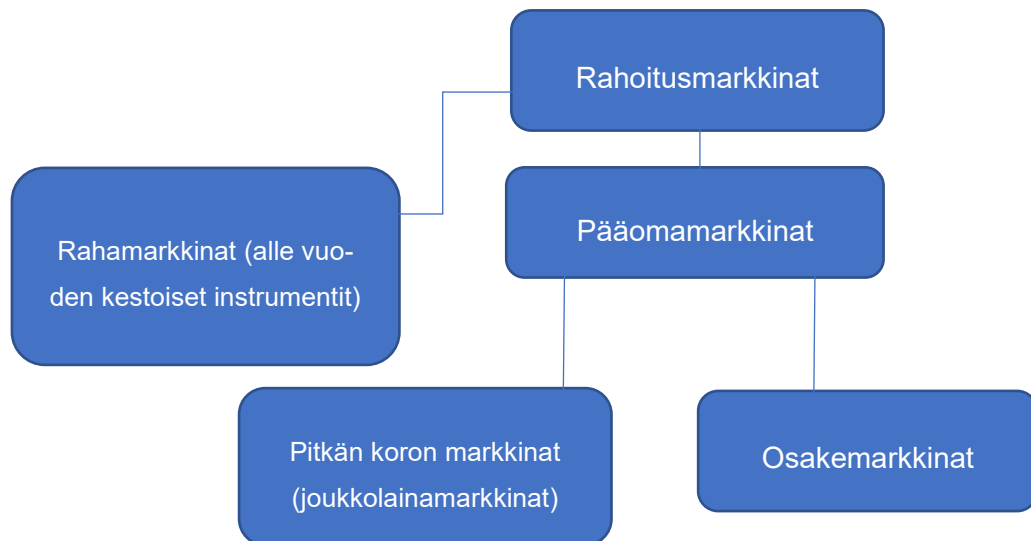 Rahoitusmarkkinat
Pääomamarkkinat
Rahamarkkinat (alle vuo-
den kestoiset instrumentit)
Pitkän koron markkinat
(joukkolainamarkkinat)
Osakemarkkinat